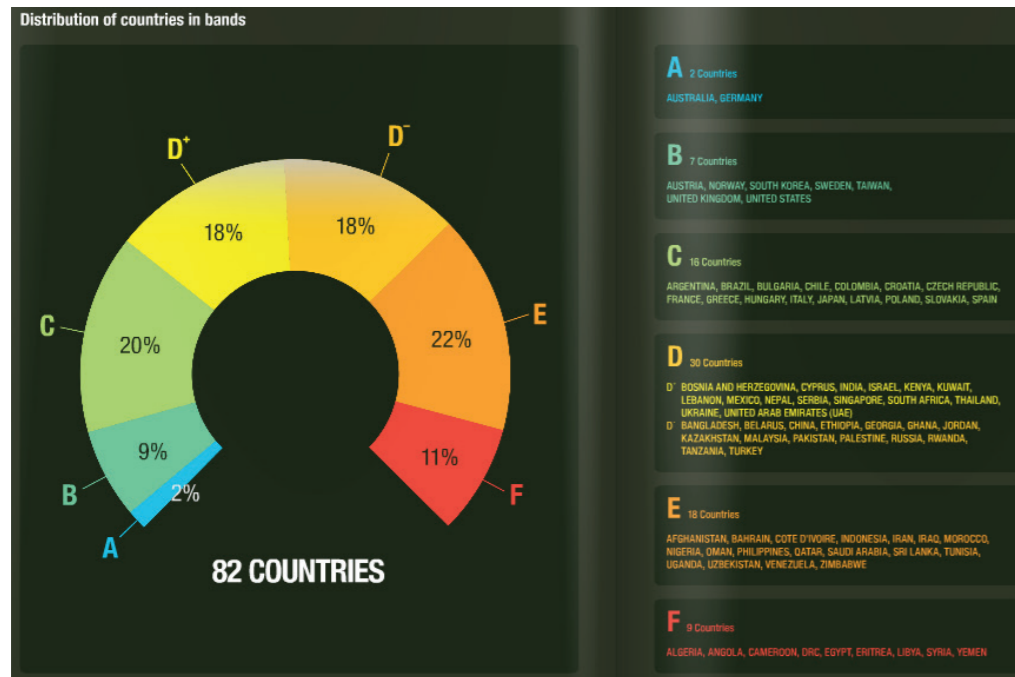 Distribution of countries in bands
D+
D-
C
E
B
F
A
18%
18%
20%
22%
9%
11%
2%
82 COUNTRIES
A 2 Countries
AUSTRALIA, GERMANY
B 7 Countries
AUSTRIA, NORWAY, SOUTH KOREA, SWEDEN, TAIWAN,
UNITED KINGDOM, UNITED STATES
C 16 Countries
ARGENTINA, BRAZIL, BULGARIA, CHILE, COLOMBIA, CROATIA, CZECH REPUBLIC,
FRANCE, GREECE, HUNGARY, ITALY, JAPAN, LATVIA, POLAND, SLOVAKIA, SPAIN
D 30 Countries
D+ BOSNIA AND HERZEGOVINA, CYPRUS, INDIA, ISRAEL, KENYA, KUWAIT,
LEBANON, MEXICO, NEPAL, SERBIA, SINGAPORE, SOUTH AFRICA, THAILAND,
UKRAINE, UNITED ARAB EMIRATES (UAE)
D- BANGLADESH, BELARUS, CHINA, ETHIOPIA, GEORGIA, GHANA, JORDAN,
KAZAKHSTAN, MALAYSIA, PAKISTAN, PALESTINE, RUSSIA, RWANDA,
TANZANIA, TURKEY
E 18 Countries
AFGHANISTAN, BAHRAIN, COTE D'IVOIRE, INDONESIA, IRAN, IRAQ, MOROCCO,
NIGERIA, OMAN, PHILIPPINES, QATAR, SAUDI ARABIA, SRI LANKA, TUNISIA,
UGANDA, UZBEKISTAN, VENEZUELA, ZIMBABWE
F 9 Countries
ALGERIA, ANGOLA, CAMEROON, DRC, EGYPT, ERITREA, LIBYA, SYRIA, YEMEN